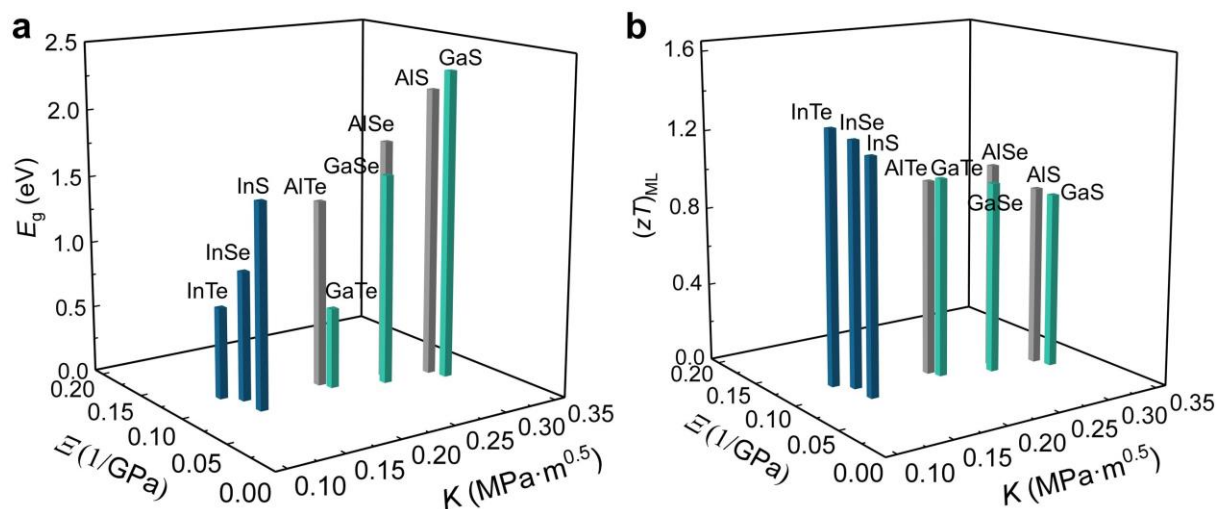 a
2.5
2.0
1.5
1.0
0.5
0.0
E_g (eV)
GaS
AlS
AlSe
GaSe
InS
AlTe
InSe
InTe
GaTe
0.20
0.15
0.10
0.05
0.00
Ξ (1/GPa)
0.10
0.15
0.20
0.25
0.30
0.35
K (MPa·m^0.5)
b
1.6
1.2
0.8
0.4
0.0
(zT)_ML
InTe
InSe
InS
AlTe
GaTe
AlSe
GaSe
AlS
GaS
0.20
0.15
0.10
0.05
0.00
Ξ (1/GPa)
0.10
0.15
0.20
0.25
0.30
0.35
K (MPa·m^0.5)